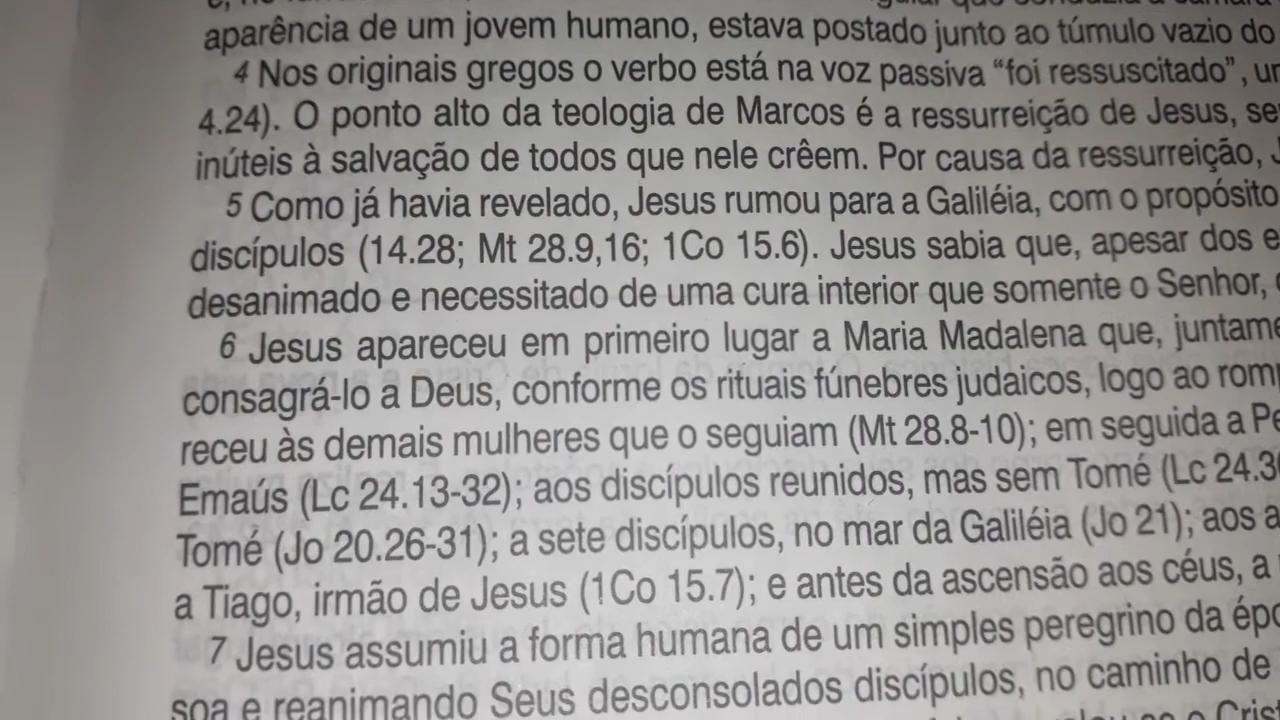 aparência de um jovem humano, estava postado junto ao túmulo vazio do
4 Nos originais gregos o verbo está na voz passiva “foi ressuscitado”,
4.24). O ponto alto da teologia de Marcos é a ressurreição de Jesus,
inúteis à salvação de todos que nele crêem. Por causa da ressurreição,
5 Como já havia revelado, Jesus rumou para a Galiléia, com o propósito
discípulos (14.28; Mt 28.9,16; 1Co 15.6). Jesus sabia que, apesar dos
desanimado e necessitado de uma cura interior que somente o Senhor,
6 Jesus apareceu em primeiro lugar a Maria Madalena que,
consagrá-lo a Deus, conforme os rituais fúnebres judaicos, logo ao
receu às demais mulheres que o seguiam (Mt 28.8-10); em seguida a
Emaús (Lc 24.13-32); aos discípulos reunidos, mas sem Tomé (Lc
Tomé (Jo 20.26-31); a sete discípulos, no mar da Galiléia (Jo 21); aos
a Tiago, irmão de Jesus (1Co 15.7); e antes da ascensão aos céus, a
7 Jesus assumiu a forma humana de um simples peregrino da
soa e reanimando Seus desconsolados discípulos, no caminho de